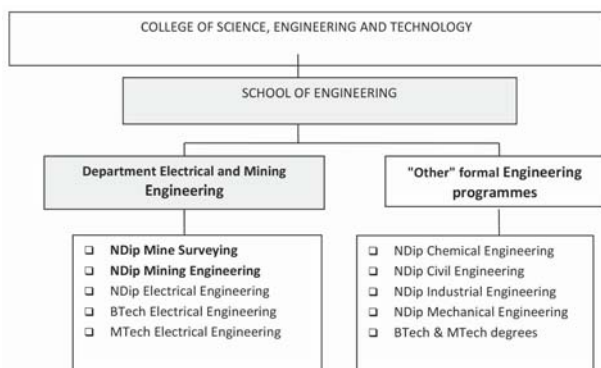 COLLEGE OF SCIENCE, ENGINEERING AND TECHNOLOGY
SCHOOL OF ENGINEERING
Department Electrical and Mining
Engineering
"Other" formal Engineering
programmes
NDip Mine Surveying
NDip Mining Engineering
NDip Electrical Engineering
BTech Electrical Engineering
MTech Electrical Engineering
NDip Chemical Engineering
NDip Civil Engineering
NDip Industrial Engineering
NDip Mechanical Engineering
BTech & MTech degrees